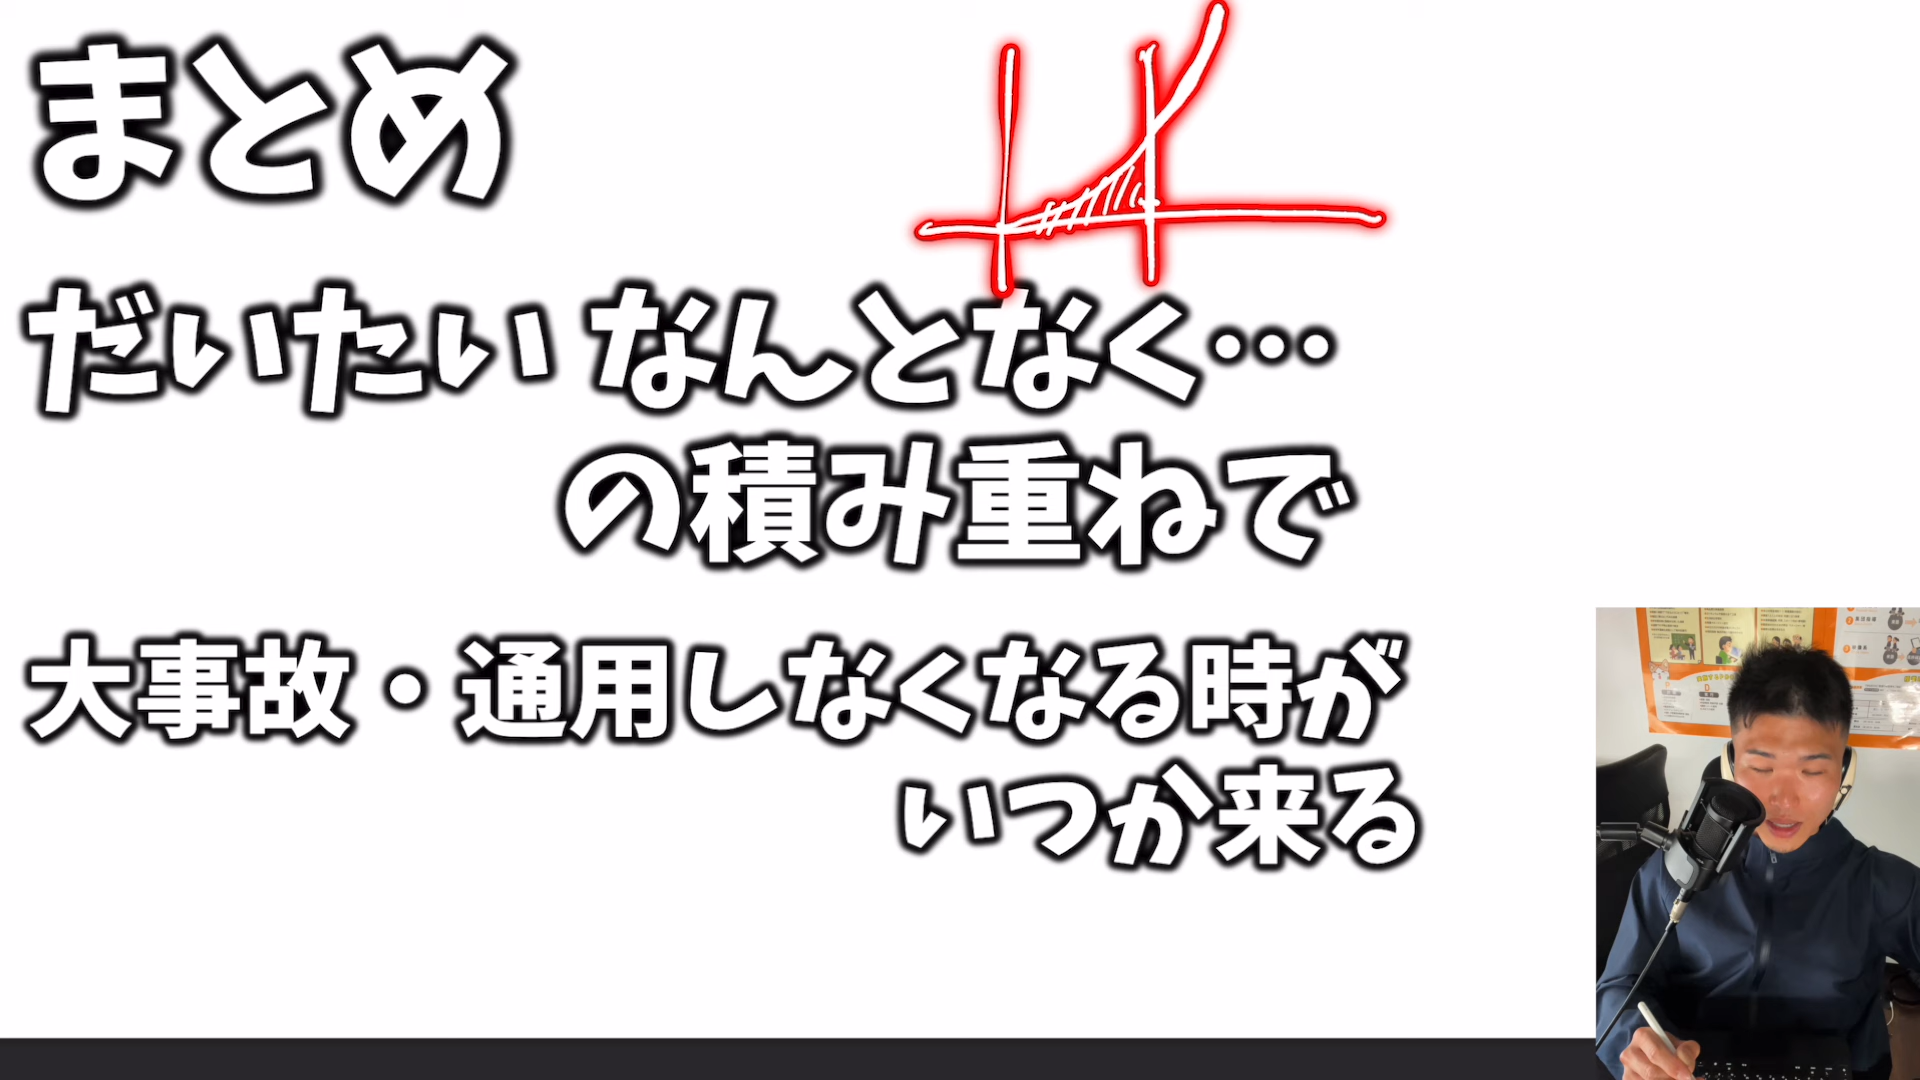 まとめ
だいたい なんとなく…
の積み重ねで
大事故・通用しなくなる時が
いつか来る